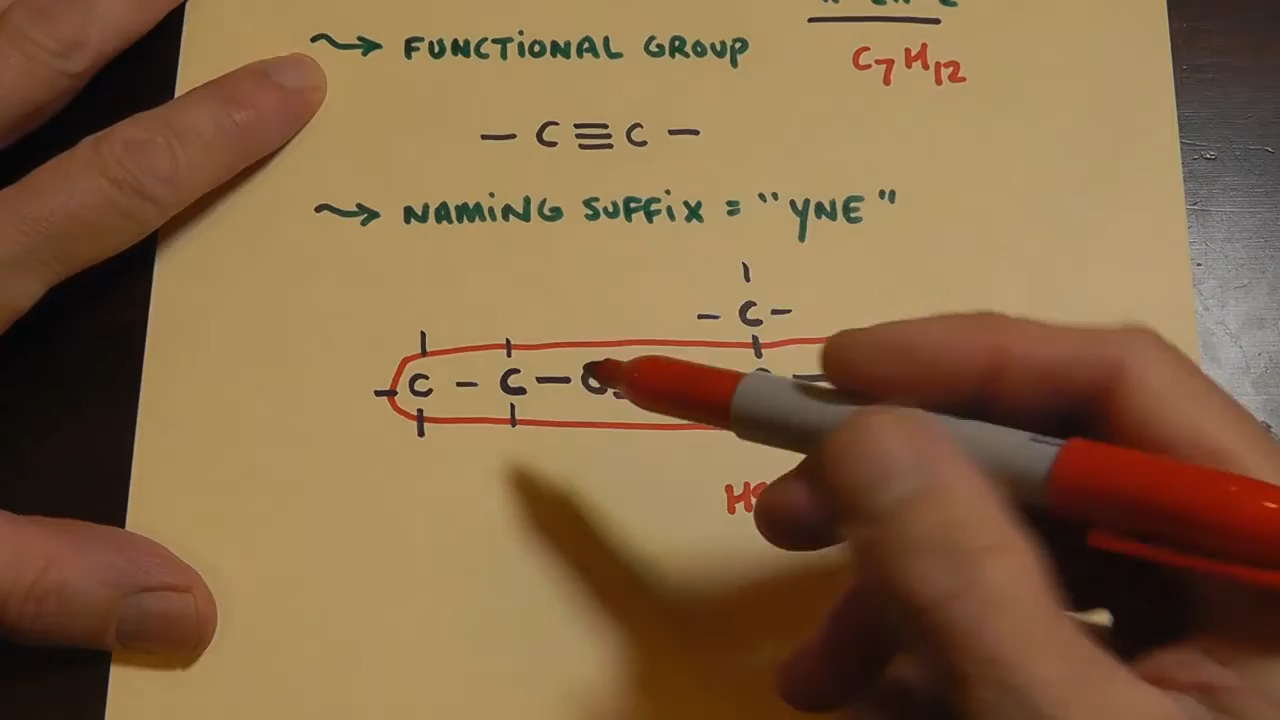 ~> FUNCTIONAL GROUP
C7H12
— C≡C —
~> NAMING SUFFIX = "YNE"
– C –
– C – C — C